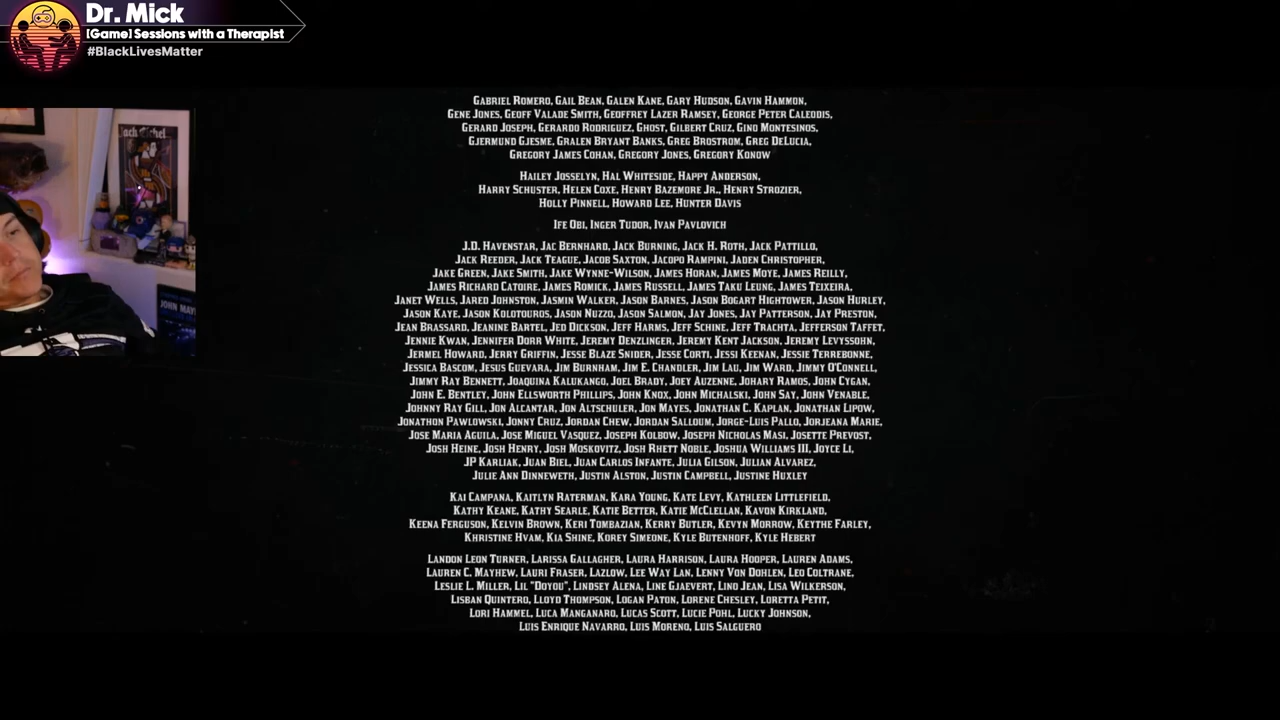 Dr. Mick
[Game] Sessions with a Therapist
#BlackLivesMatter
Jack Eichel
JOHN MAY
Gabriel Romero, Gail Bean, Galen Kane, Gary Hudson, Gavin Hammon,
Gene Jones, Geoff Valade Smith, Geoffrey Lazer Ramsey, George Peter Caleodis,
Gerard Joseph, Gerardo Rodriguez, Ghost, Gilbert Cruz, Gino Montesinos,
Gjermund Gjesme, Gralen Bryant Banks, Greg Brostrom, Greg DeLucia,
Gregory James Cohan, Gregory Jones, Gregory Konow
Hailey Josselyn, Hal Whiteside, Happy Anderson,
Harry Schuster, Helen Coxe, Henry Bazemore Jr., Henry Strozier,
Holly Pinnell, Howard Lee, Hunter Davis
Ife Obi, Inger Tudor, Ivan Pavlovich
J.D. Havenstar, Jac Bernhard, Jack Burning, Jack H. Roth, Jack Pattillo,
Jack Reeder, Jack Teague, Jacob Saxton, Jacopo Rampini, Jaden Christopher,
Jake Green, Jake Smith, Jake Wynne-Wilson, James Horan, James Moye, James Reilly,
James Richard Catoire, James Romick, James Russell, James Taku Leung, James Teixeira,
Janet Wells, Jared Johnston, Jasmin Walker, Jason Barnes, Jason Bogart Hightower, Jason Hurley,
Jason Kaye, Jason Kolotouros, Jason Nuzzo, Jason Salmon, Jay Jones, Jay Patterson, Jay Preston,
Jean Brassard, Jeanine Bartel, Jed Dickson, Jeff Harms, Jeff Schine, Jeff Trachta, Jefferson Taffet,
Jennie Kwan, Jennifer Dorr White, Jeremy Denzlinger, Jeremy Kent Jackson, Jeremy Levyssohn,
Jermel Howard, Jerry Griffin, Jesse Blaze Snider, Jesse Corti, Jessi Keenan, Jessie Terrebonne,
Jessica Bascom, Jesus Guevara, Jim Burnham, Jim E. Chandler, Jim Lau, Jim Ward, Jimmy O'Connell,
Jimmy Ray Bennett, Joaquina Kalukango, Joel Brady, Joey Auzenne, Johary Ramos, John Cygan,
John E. Bentley, John Ellsworth Phillips, John Knox, John Michalski, John Say, John Venable,
Johnny Ray Gill, Jon Alcantar, Jon Altschuler, Jon Mayes, Jonathan C. Kaplan, Jonathan Lipow,
Jonathon Pawlowski, Jonny Cruz, Jordan Chew, Jordan Salloum, Jorge-Luis Pallo, Jorjeana Marie,
Jose Maria Aguila, Jose Miguel Vasquez, Joseph Kolbow, Joseph Nicholas Masi, Josette Prevost,
Josh Heine, Josh Henry, Josh Moskovitz, Josh Rhett Noble, Joshua Williams III, Joyce Li,
JP Karliak, Juan Biel, Juan Carlos Infante, Julia Gilson, Julian Alvarez,
Julie Ann Dinneweth, Justin Alston, Justin Campbell, Justine Huxley
Kai Campana, Kaitlyn Raterman, Kara Young, Kate Levy, Kathleen Littlefield,
Kathy Keane, Kathy Searle, Katie Better, Katie McClellan, Kavon Kirkland,
Keena Ferguson, Kelvin Brown, Keri Tombazian, Kerry Butler, Kevyn Morrow, Keythe Farley,
Khristine Hvam, Kia Shine, Korey Simeone, Kyle Butenhoff, Kyle Hebert
Landon Leon Turner, Larissa Gallagher, Laura Harrison, Laura Hooper, Lauren Adams,
Lauren C. Mayhew, Lauri Fraser, Lazlow, Lee Way Lan, Lenny Von Dohlen, Leo Coltrane,
Leslie L. Miller, Lil "Doyou", Lindsey Alena, Line Gjaevert, Lino Jean, Lisa Wilkerson,
Lisban Quintero, Lloyd Thompson, Logan Paton, Lorene Chesley, Loretta Petit,
Lori Hammel, Luca Manganaro, Lucas Scott, Lucie Pohl, Lucky Johnson,
Luis Enrique Navarro, Luis Moreno, Luis Salguero